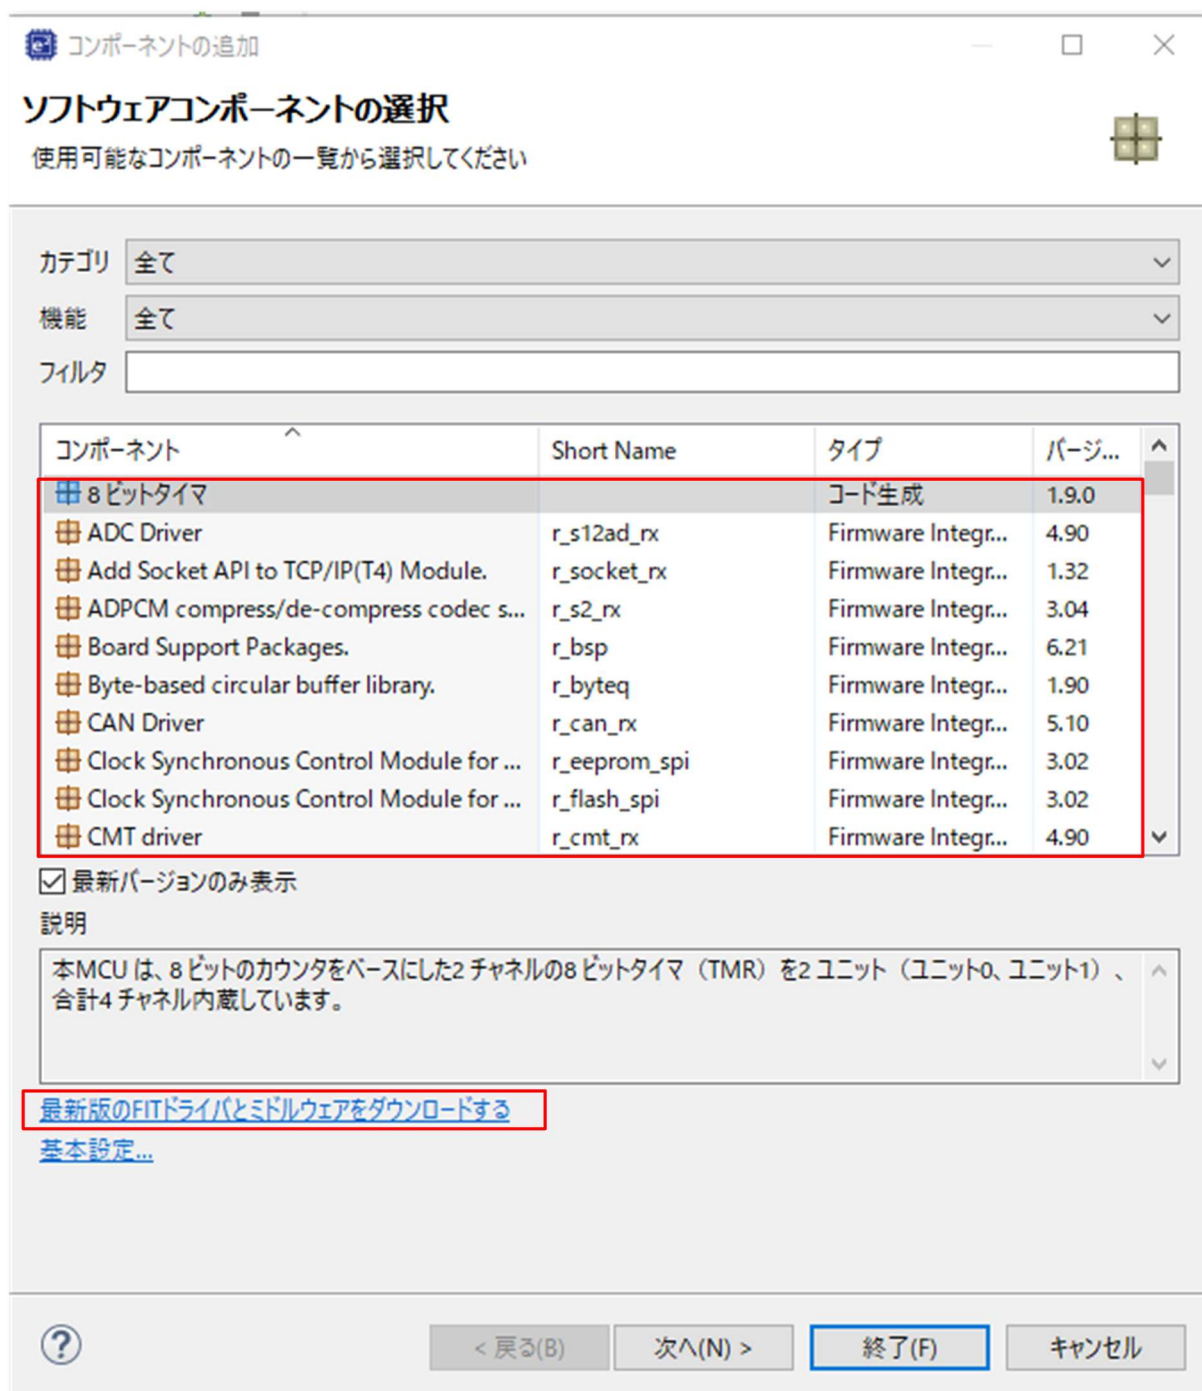 コンポーネントの追加
ソフトウェアコンポーネントの選択
使用可能なコンポーネントの一覧から選択してください
カテゴリ 全て
機能 全て
フィルタ
コンポーネント Short Name タイプ バージ...
8 ビットタイマ コード生成 1.9.0
ADC Driver r_s12ad_rx Firmware Integr... 4.90
Add Socket API to TCP/IP(T4) Module. r_socket_rx Firmware Integr... 1.32
ADPCM compress/de-compress codec s... r_s2_rx Firmware Integr... 3.04
Board Support Packages. r_bsp Firmware Integr... 6.21
Byte-based circular buffer library. r_byteq Firmware Integr... 1.90
CAN Driver r_can_rx Firmware Integr... 5.10
Clock Synchronous Control Module for ... r_eeprom_spi Firmware Integr... 3.02
Clock Synchronous Control Module for ... r_flash_spi Firmware Integr... 3.02
CMT driver r_cmt_rx Firmware Integr... 4.90
最新バージョンのみ表示
説明
本MCU は、8 ビットのカウンタをベースにした2 チャネルの8 ビットタイマ（TMR）を2 ユニット（ユニット0、ユニット1）、
合計4 チャネル内蔵しています。
最新版のFITドライバとミドルウェアをダウンロードする
基本設定...
< 戻る(B) 次へ(N) > 終了(F) キャンセル